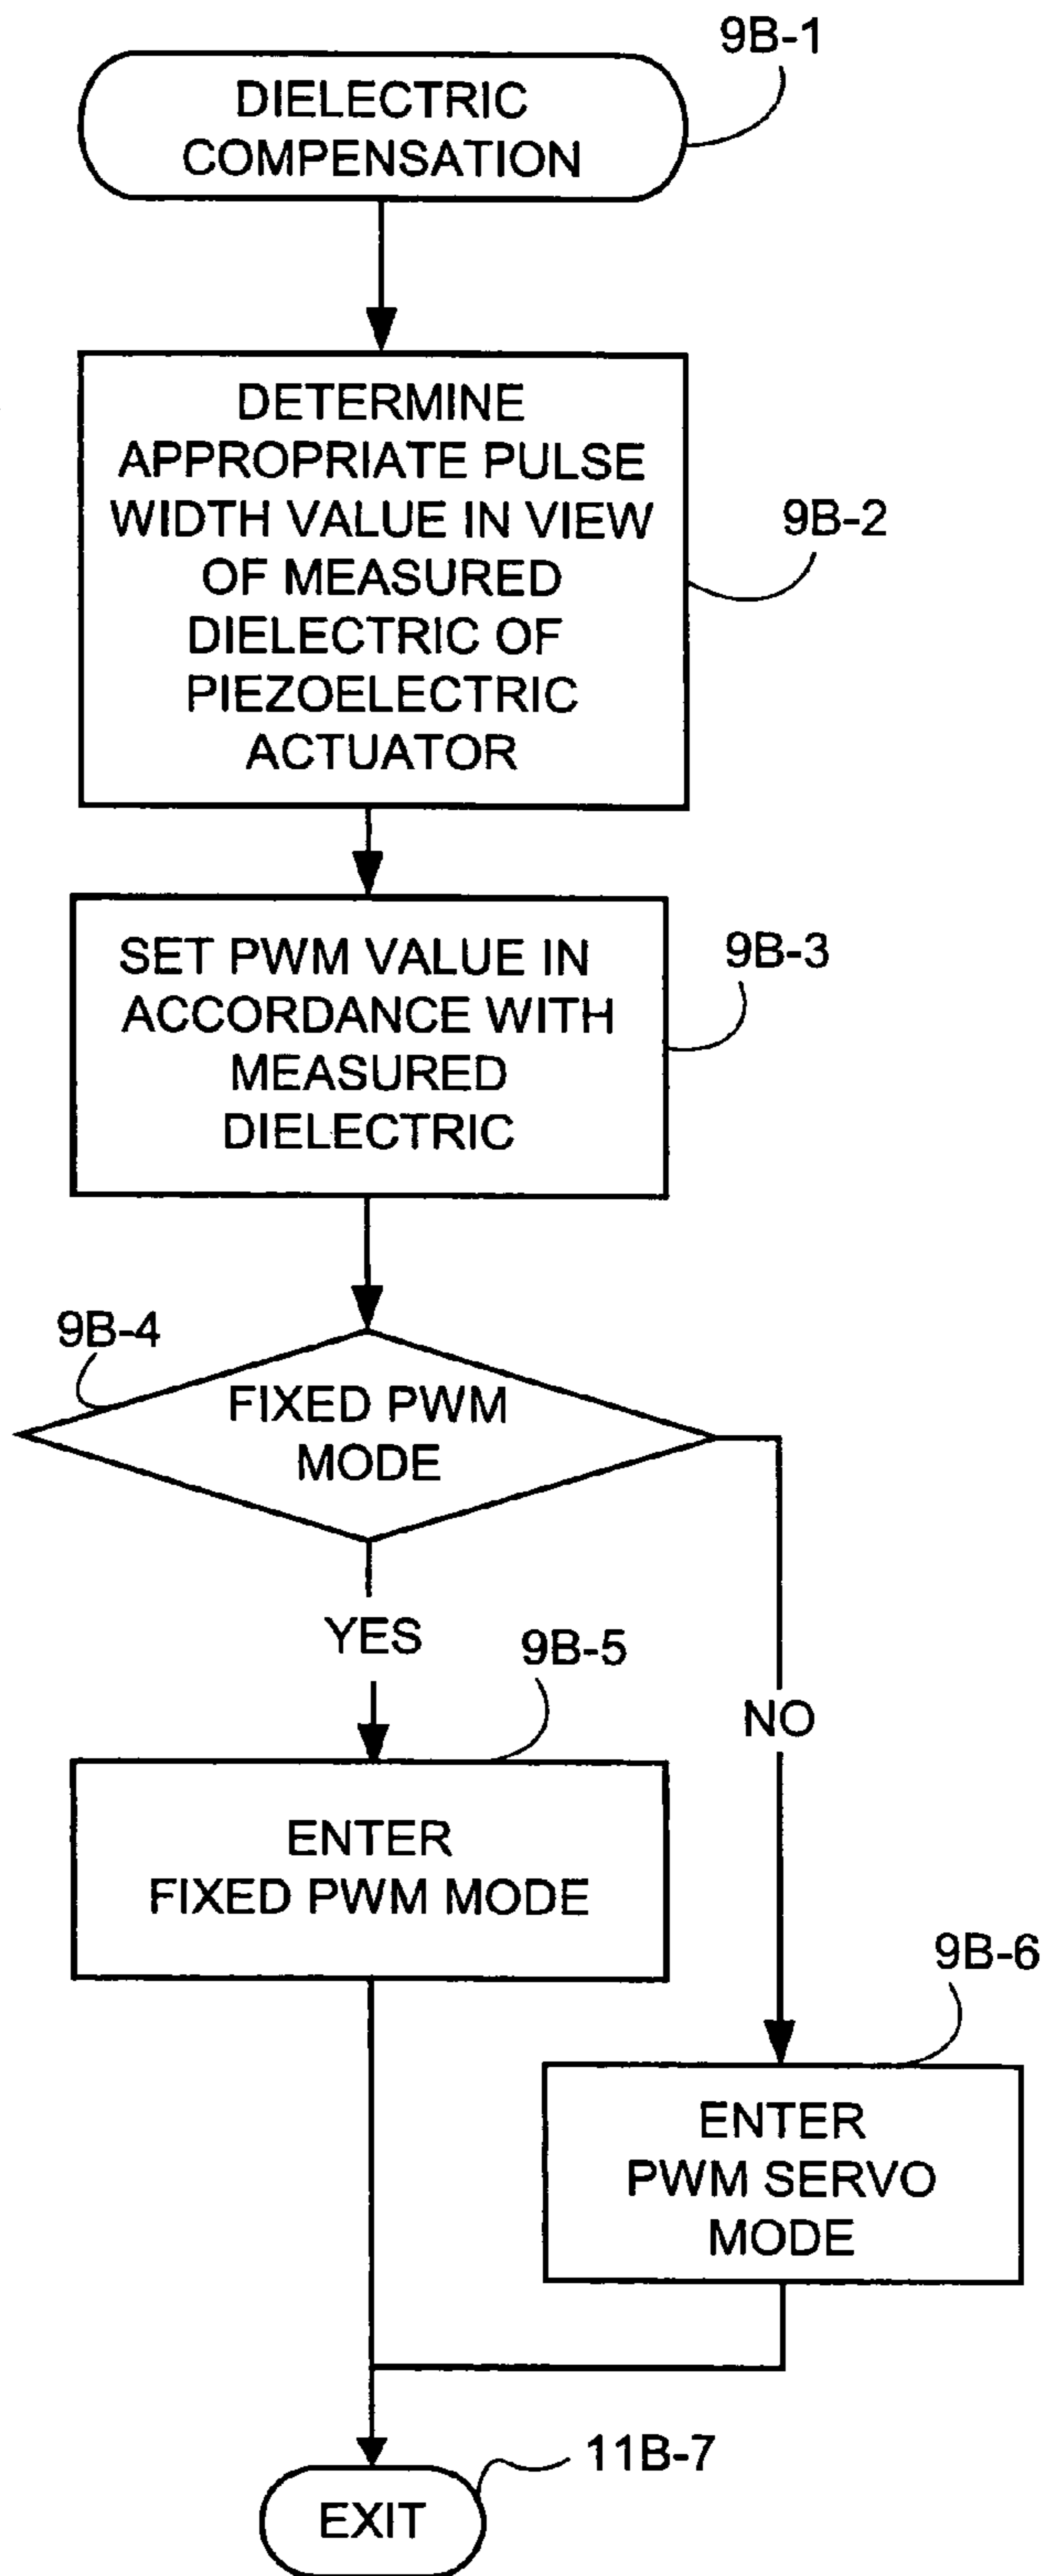 9B-1
DIELECTRIC
COMPENSATION
DETERMINE
APPROPRIATE PULSE
WIDTH VALUE IN VIEW
OF MEASURED
DIELECTRIC OF
PIEZOELECTRIC
ACTUATOR
9B-2
SET PWM VALUE IN
ACCORDANCE WITH
MEASURED
DIELECTRIC
9B-3
9B-4
FIXED PWM
MODE
YES
NO
9B-5
ENTER
FIXED PWM MODE
9B-6
ENTER
PWM SERVO
MODE
11B-7
EXIT